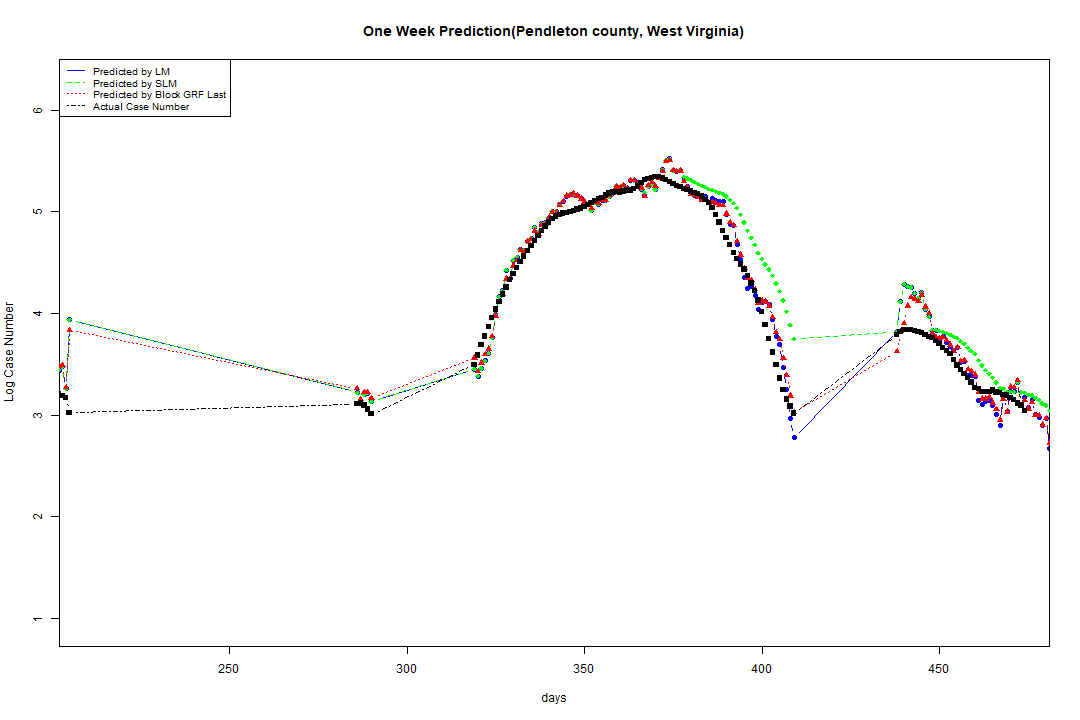 One Week Prediction(Pendleton county, West Virginia)
Predicted by LM
Predicted by SLM
Predicted by Block GRF Last
Actual Case Number
Log Case Number
6
5
4
3
2
1
250
300
350
400
450
days